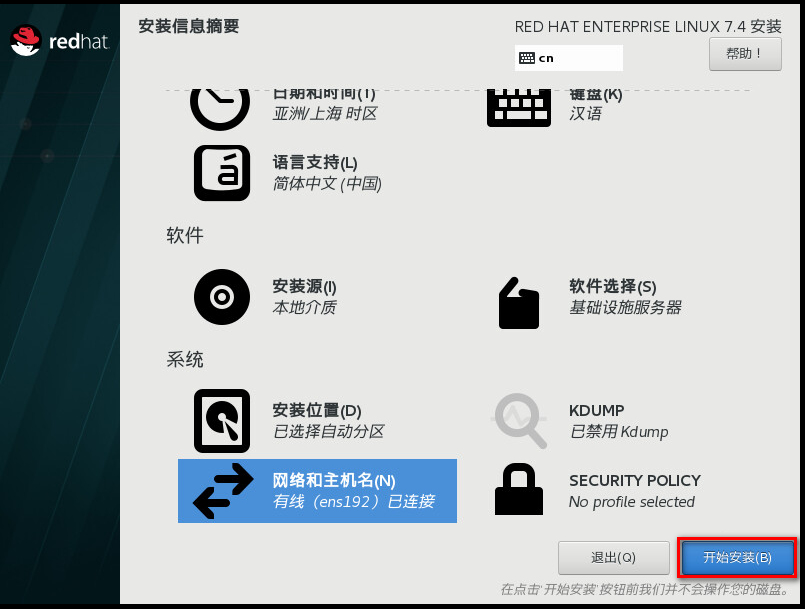 redhat.
安装信息摘要
RED HAT ENTERPRISE LINUX 7.4 安装
cn
帮助！
日期和时间(T)
亚洲/上海 时区
键盘(K)
汉语
语言支持(L)
简体中文 (中国)
软件
安装源(I)
本地介质
软件选择(S)
基础设施服务器
系统
安装位置(D)
已选择自动分区
KDUMP
已禁用 Kdump
网络和主机名(N)
有线（ens192）已连接
SECURITY POLICY
No profile selected
退出(Q)
开始安装(B)
在点击'开始安装'按钮前我们并不会操作您的磁盘。